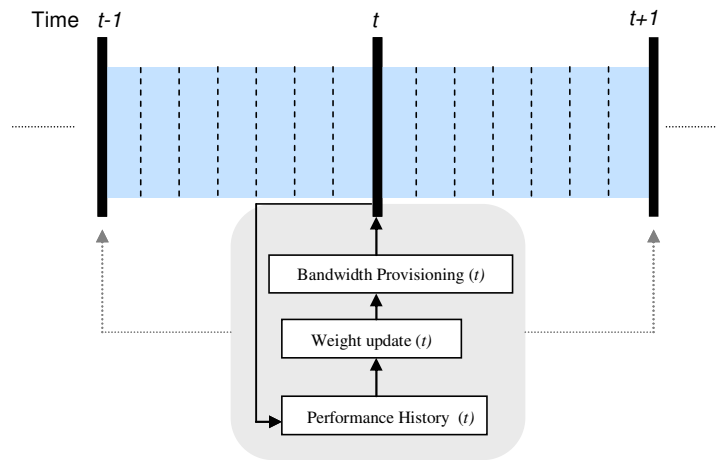 Time t-1 t t+1
Bandwidth Provisioning (t)
Weight update (t)
Performance History (t)